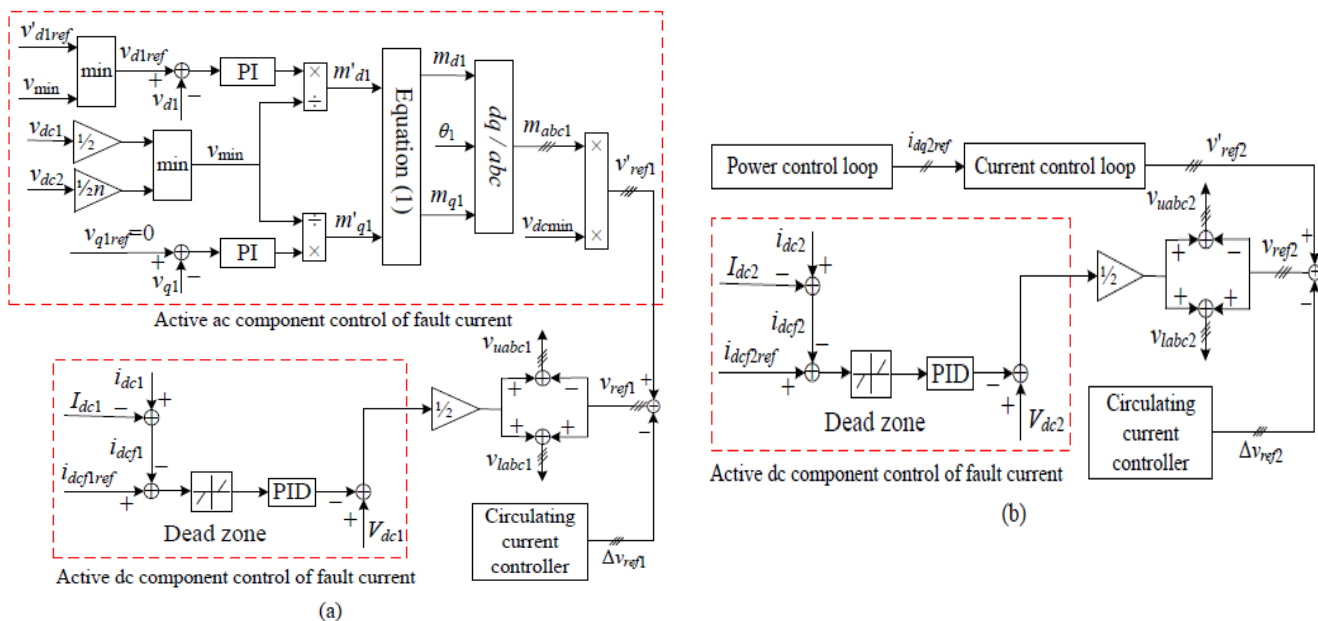 v'd1ref
vmin
min
vd1ref
+
−
vd1
PI
×
÷
m'd1
vdc1
½
vdc2
½n
min
vmin
Equation (1)
md1
θ1
mq1
dq / abc
mabc1
vdcmin
×
×
v'ref1
vq1ref=0
+
−
vq1
PI
÷
×
m'q1
Active ac component control of fault current
idc1
+
Idc1
−
idcf1
−
idcf1ref
+
Dead zone
PID
−
+
Vdc1
½
vuabc1
+
−
+
+
vlabc1
vref1
+
−
Circulating
current
controller
Δvref1
Active dc component control of fault current
(a)
Power control loop
idq2ref
Current control loop
v'ref2
idc2
+
Idc2
−
idcf2
−
idcf2ref
+
Dead zone
PID
−
+
Vdc2
½
vuabc2
+
−
+
+
vlabc2
vref2
+
−
Circulating
current
controller
Δvref2
Active dc component control of fault current
(b)